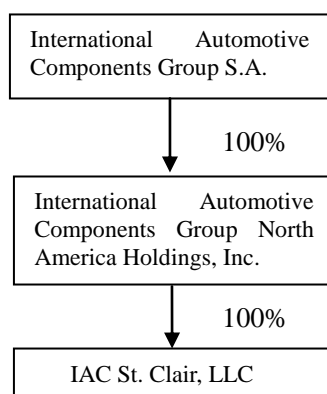 International Automotive
Components Group S.A.
100%
International Automotive
Components Group North
America Holdings, Inc.
100%
IAC St. Clair, LLC